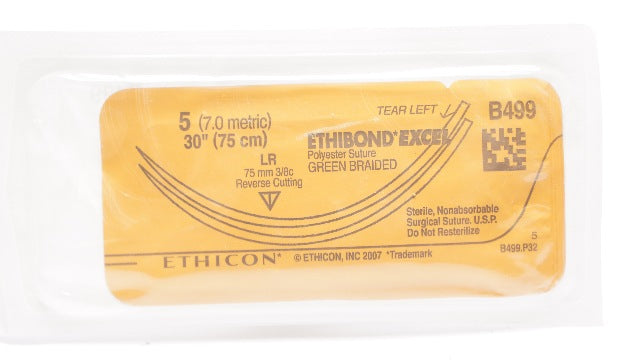 5 (7.0 metric)
30" (75 cm)
LR
75 mm 3/8c
Reverse Cutting
TEAR LEFT
B499
ETHIBOND*EXCEL
Polyester Suture
GREEN BRAIDED
Sterile, Nonabsorbable
Surgical Suture. U.S.P.
Do Not Resterilize
5
B499.P32
ETHICON* © ETHICON, INC 2007 *Trademark